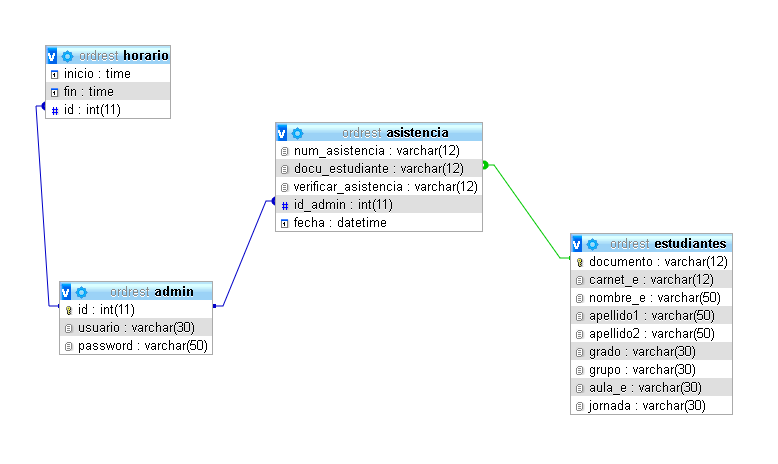 v ordrest horario
inicio : time
fin : time
# id : int(11)
v ordrest asistencia
num_asistencia : varchar(12)
docu_estudiante : varchar(12)
verificar_asistencia : varchar(12)
# id_admin : int(11)
fecha : datetime
v ordrest estudiantes
documento : varchar(12)
carnet_e : varchar(12)
nombre_e : varchar(50)
apellido1 : varchar(50)
apellido2 : varchar(50)
grado : varchar(30)
grupo : varchar(30)
aula_e : varchar(30)
jornada : varchar(30)
v ordrest admin
id : int(11)
usuario : varchar(30)
password : varchar(50)